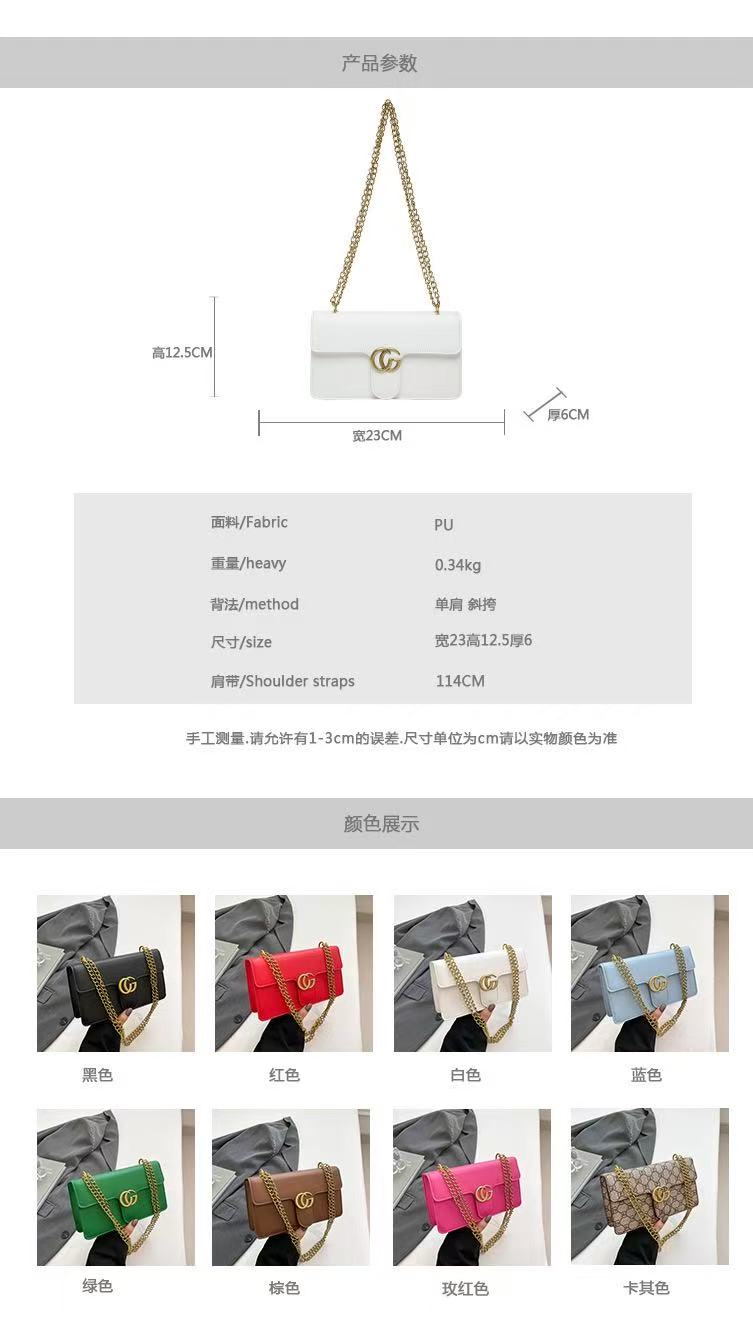 产品参数
高12.5CM
厚6CM
宽23CM
面料/Fabric PU
重量/heavy 0.34kg
背法/method 单肩 斜挎
尺寸/size 宽23高12.5厚6
肩带/Shoulder straps 114CM
手工测量.请允许有1-3cm的误差.尺寸单位为cm请以实物颜色为准
颜色展示
黑色 红色 白色 蓝色
绿色 棕色 玫红色 卡其色